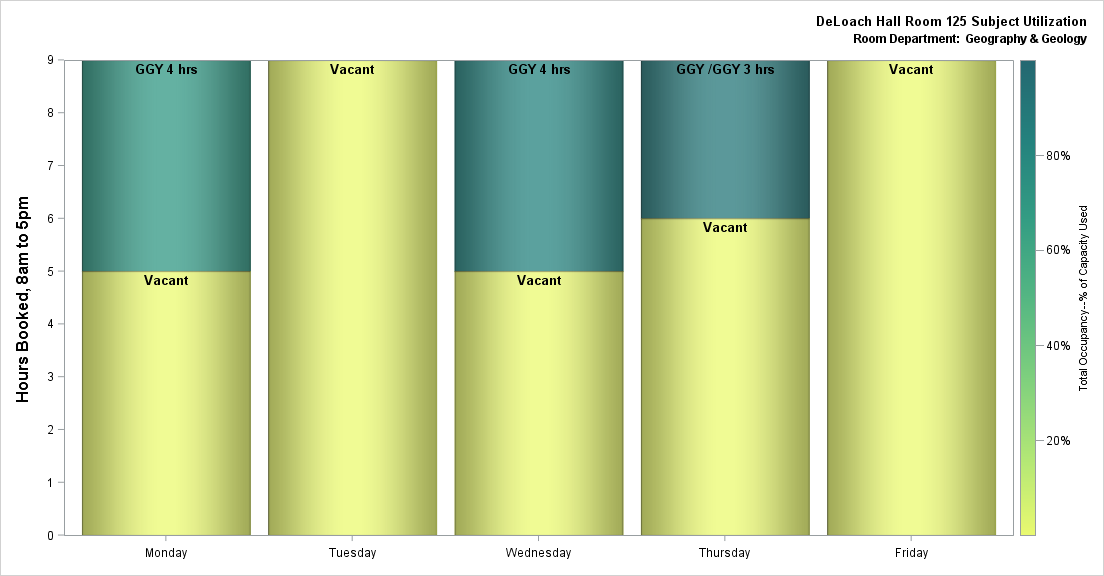 DeLoach Hall Room 125 Subject Utilization
Room Department: Geography & Geology
Hours Booked, 8am to 5pm
9
8
7
6
5
4
3
2
1
0
GGY 4 hrs
Vacant
Vacant
GGY 4 hrs
Vacant
GGY /GGY 3 hrs
Vacant
Vacant
Monday
Tuesday
Wednesday
Thursday
Friday
80%
60%
40%
20%
Total Occupancy--% of Capacity Used